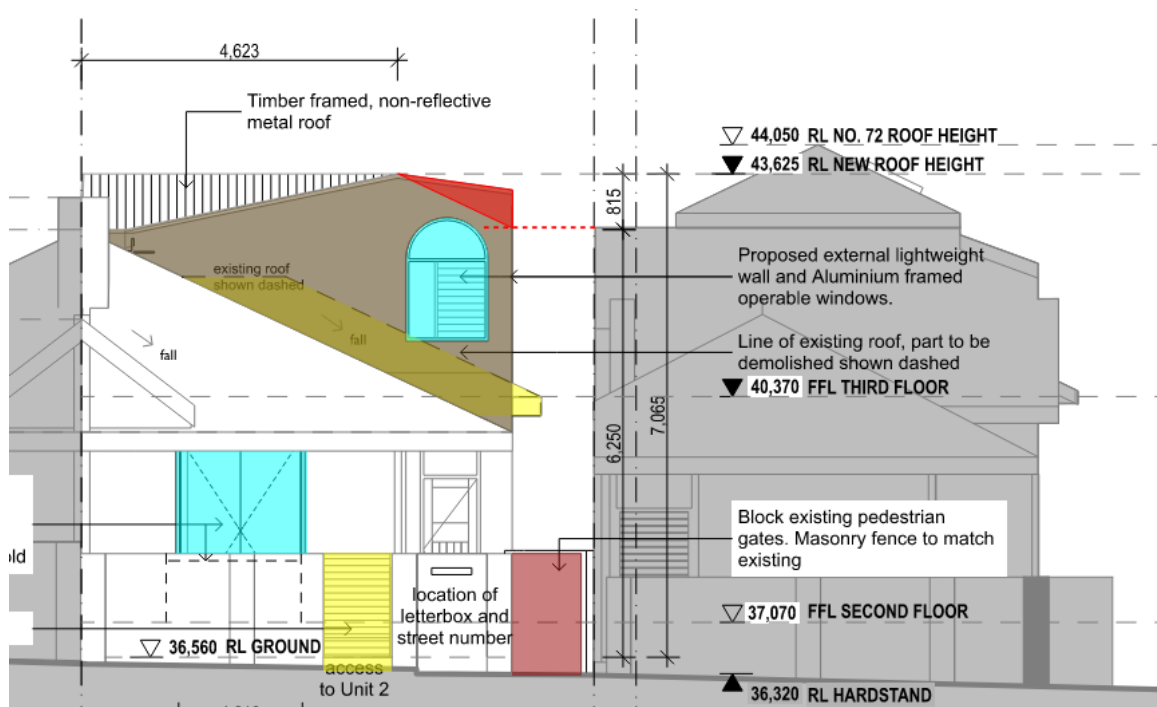 4,623
Timber framed, non-reflective
metal roof
44,050 RL NO. 72 ROOF HEIGHT
43,625 RL NEW ROOF HEIGHT
815
Proposed external lightweight
wall and Aluminium framed
operable windows.
existing roof
shown dashed
fall
fall
Line of existing roof, part to be
demolished shown dashed
40,370 FFL THIRD FLOOR
6,250
7,065
Block existing pedestrian
gates. Masonry fence to match
existing
old
location of
letterbox and
street number
37,070 FFL SECOND FLOOR
36,560 RL GROUND
access
to Unit 2
36,320 RL HARDSTAND